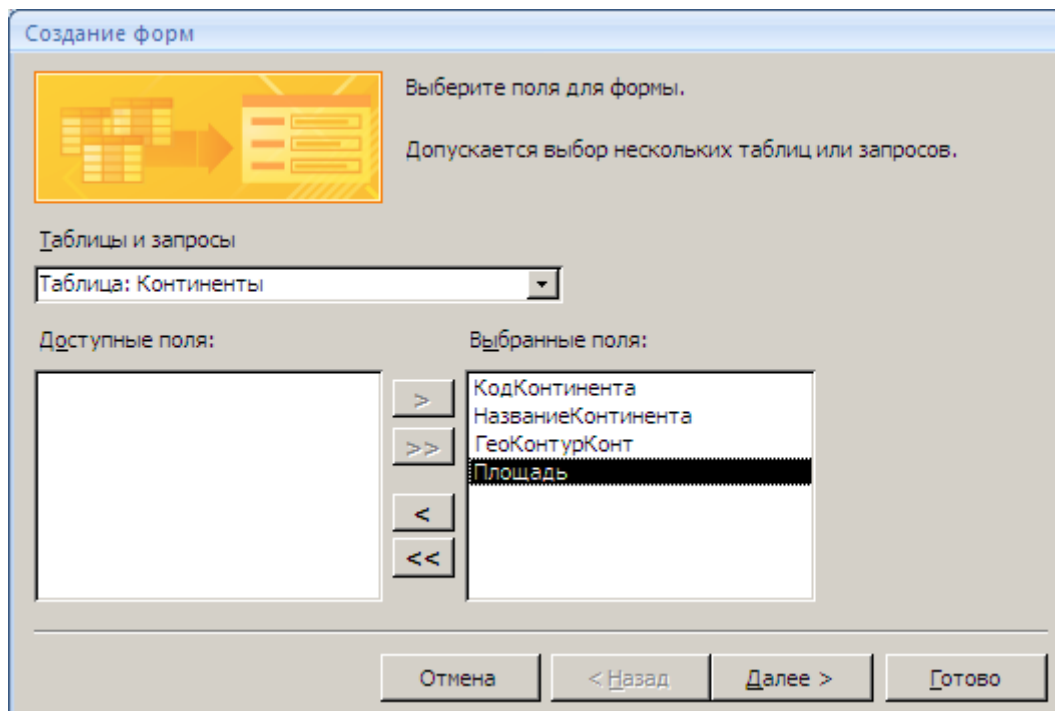 Создание форм
Выберите поля для формы.
Допускается выбор нескольких таблиц или запросов.
Таблицы и запросы
Таблица: Континенты
Доступные поля:
Выбранные поля:
>
>>
<
<<
КодКонтинента
НазваниеКонтинента
ГеоКонтурКонт
Площадь
Отмена
< Назад
Далее >
Готово